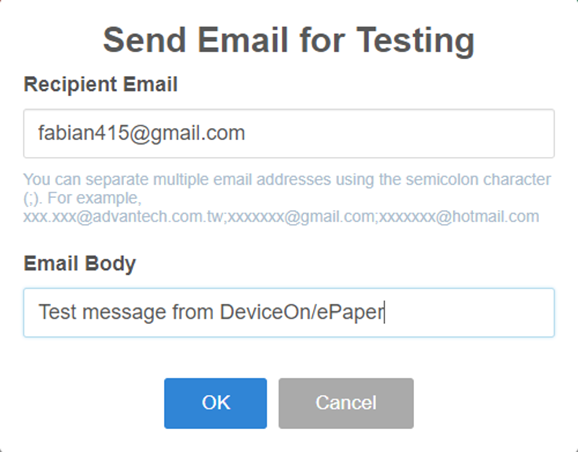 Send Email for Testing
Recipient Email
fabian415@gmail.com
You can separate multiple email addresses using the semicolon character
(;). For example,
xxx.xxx@advantech.com.tw;xxxxxxx@gmail.com;xxxxxxx@hotmail.com
Email Body
Test message from DeviceOn/ePaper
OK
Cancel